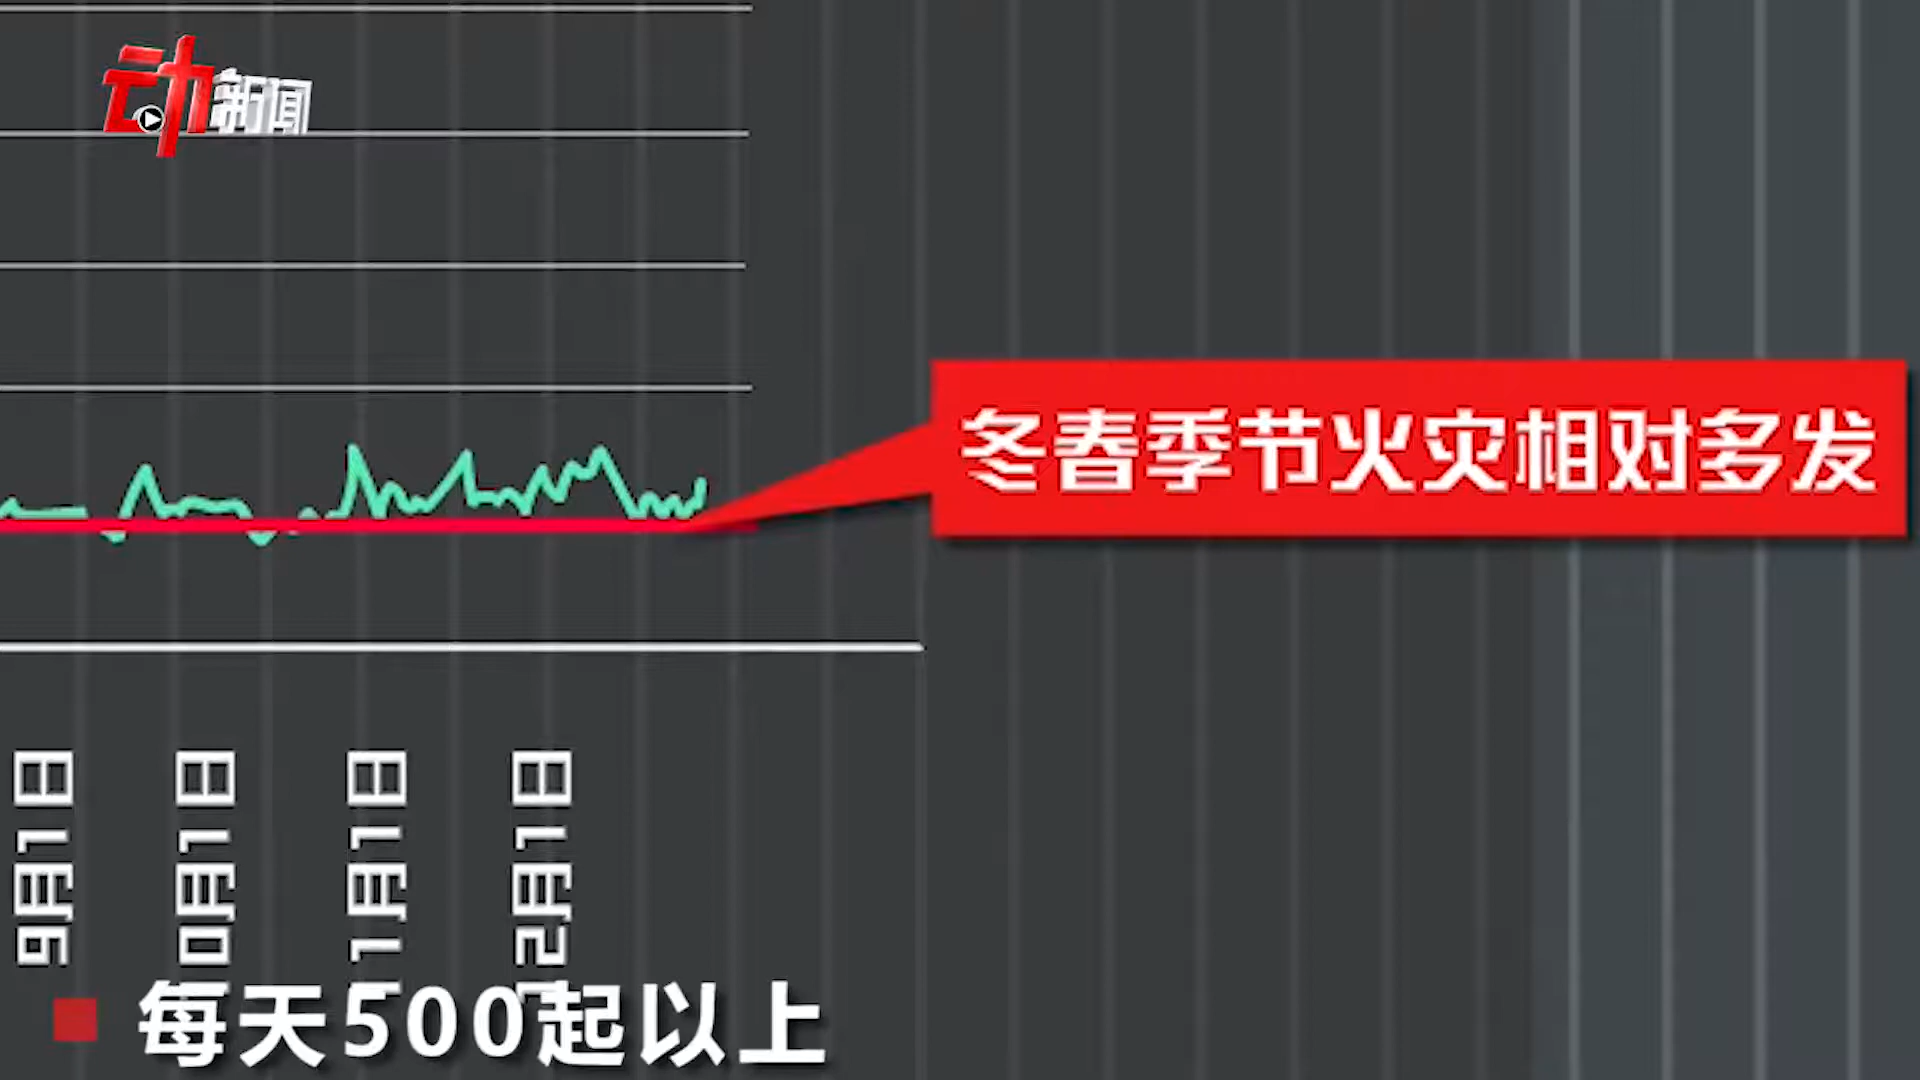 动新闻
冬春季节火灾相对多发
9月1日
10月1日
11月1日
12月1日
每天500起以上